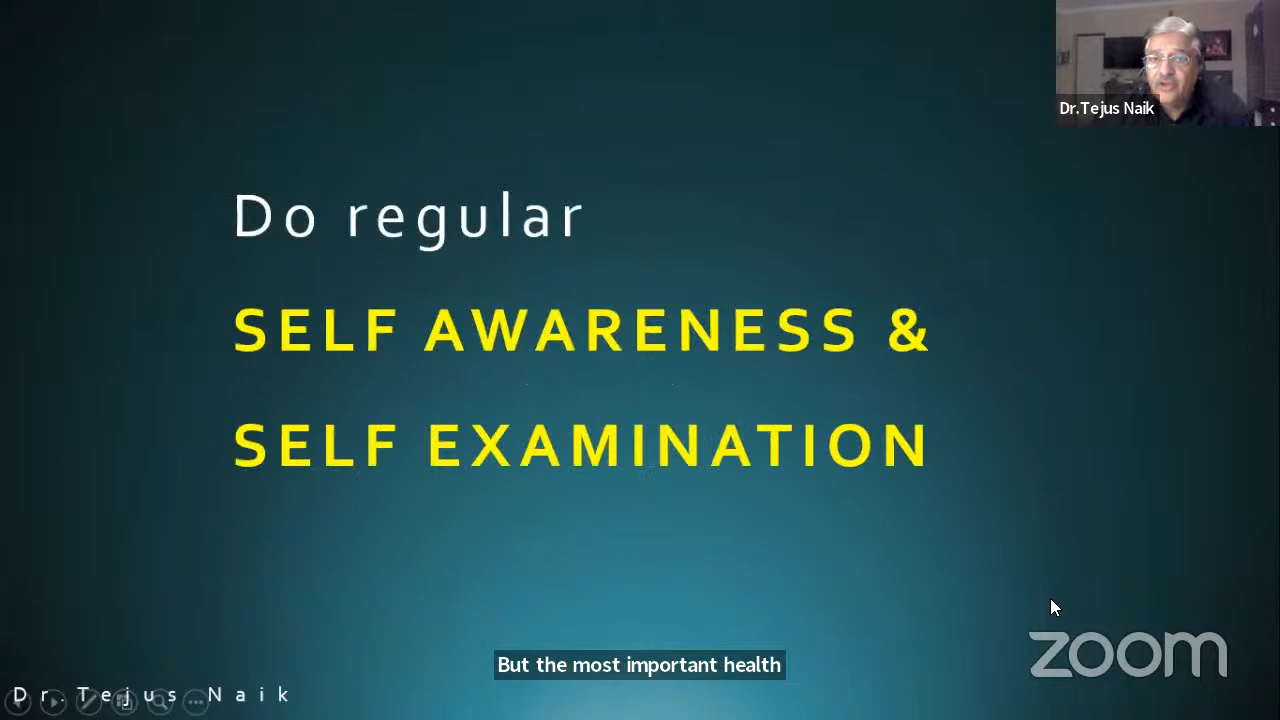 Dr.Tejus Naik
Do regular
SELF AWARENESS &
SELF EXAMINATION
But the most important health
zoom
Dr. Tejus Naik